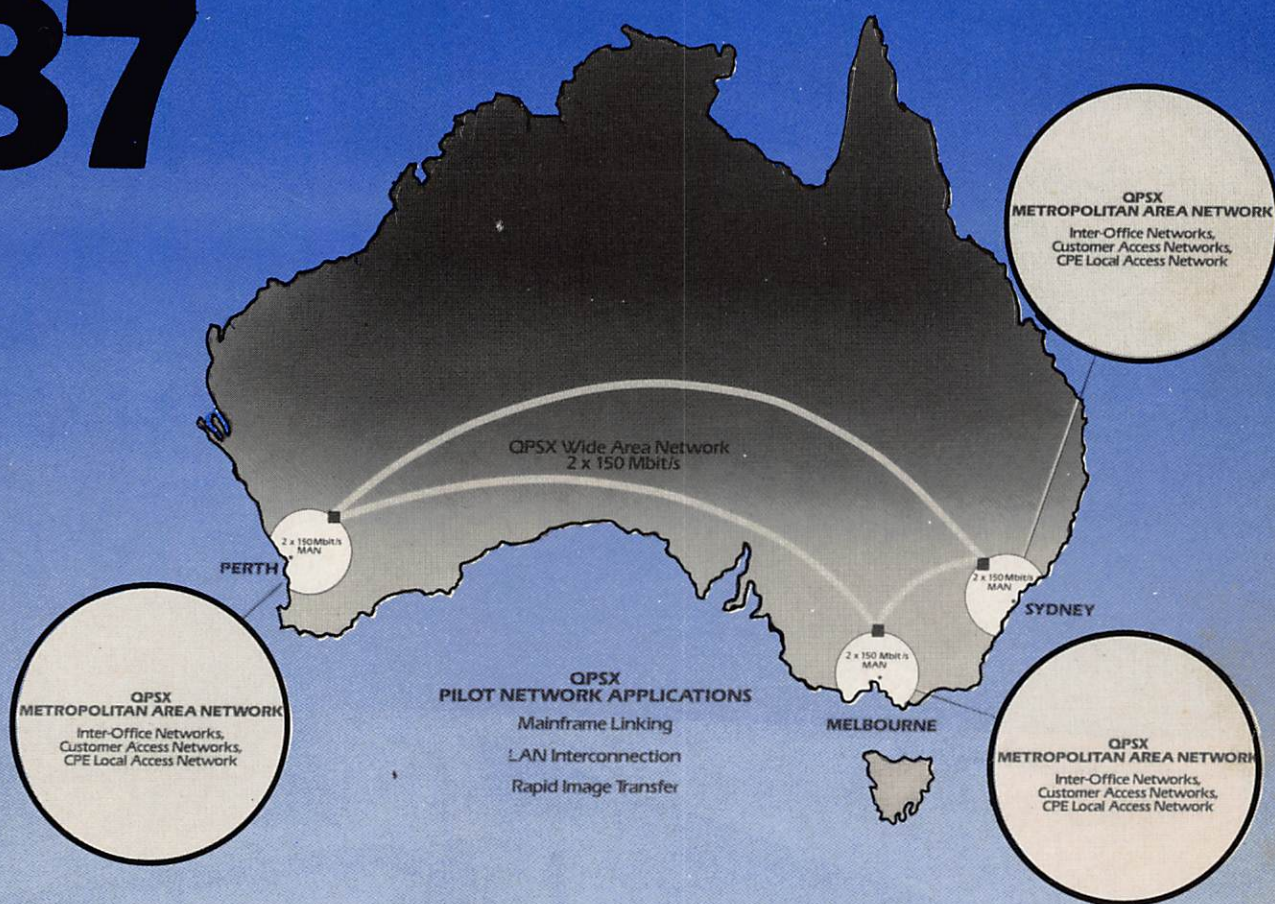 87
QPSX
METROPOLITAN AREA NETWORK
Inter-Office Networks,
Customer Access Networks,
CPE Local Access Network
QPSX Wide Area Network
2 x 150 Mbit/s
2 x 150 Mbit/s
MAN
PERTH
2 x 150 Mbit/s
MAN
SYDNEY
2 x 150 Mbit/s
MAN
MELBOURNE
QPSX
METROPOLITAN AREA NETWORK
Inter-Office Networks,
Customer Access Networks,
CPE Local Access Network
QPSX
PILOT NETWORK APPLICATIONS
Mainframe Linking
LAN Interconnection
Rapid Image Transfer
QPSX
METROPOLITAN AREA NETWORK
Inter-Office Networks,
Customer Access Networks,
CPE Local Access Network